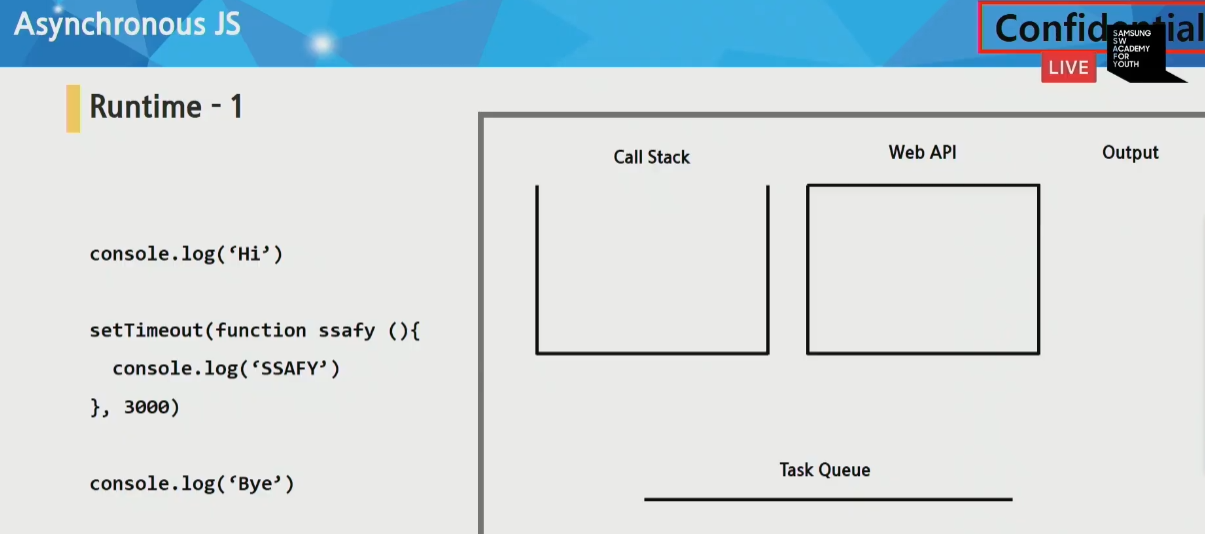 Asynchronous JS
Confidential
SAMSUNG
SW
ACADEMY
FOR
YOUTH
LIVE
Runtime - 1
console.log(‘Hi’)
setTimeout(function ssafy (){
console.log(‘SSAFY’)
}, 3000)
console.log(‘Bye’)
Call Stack
Web API
Output
Task Queue